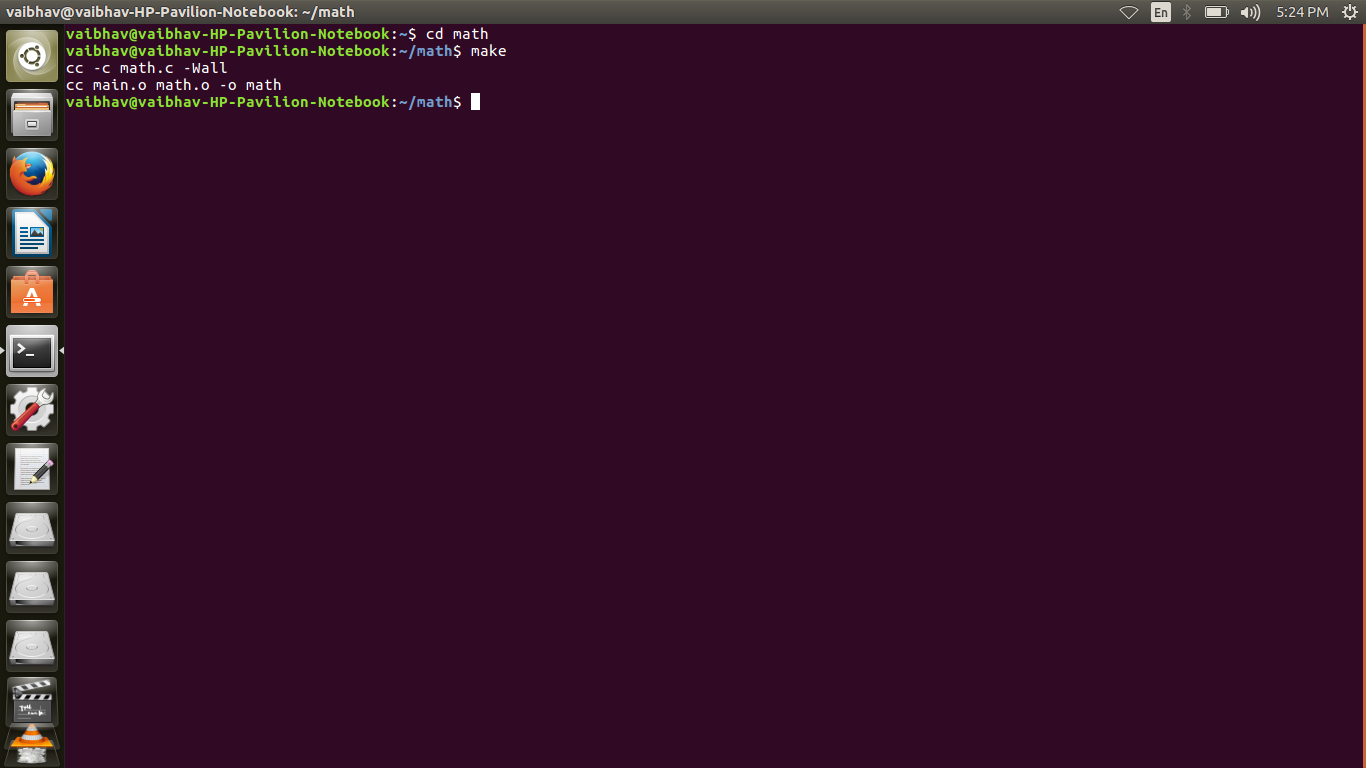 vaibhav@vaibhav-HP-Pavilion-Notebook: ~/math
En
5:24 PM
vaibhav@vaibhav-HP-Pavilion-Notebook:~$ cd math
vaibhav@vaibhav-HP-Pavilion-Notebook:~/math$ make
cc -c math.c -Wall
cc main.o math.o -o math
vaibhav@vaibhav-HP-Pavilion-Notebook:~/math$